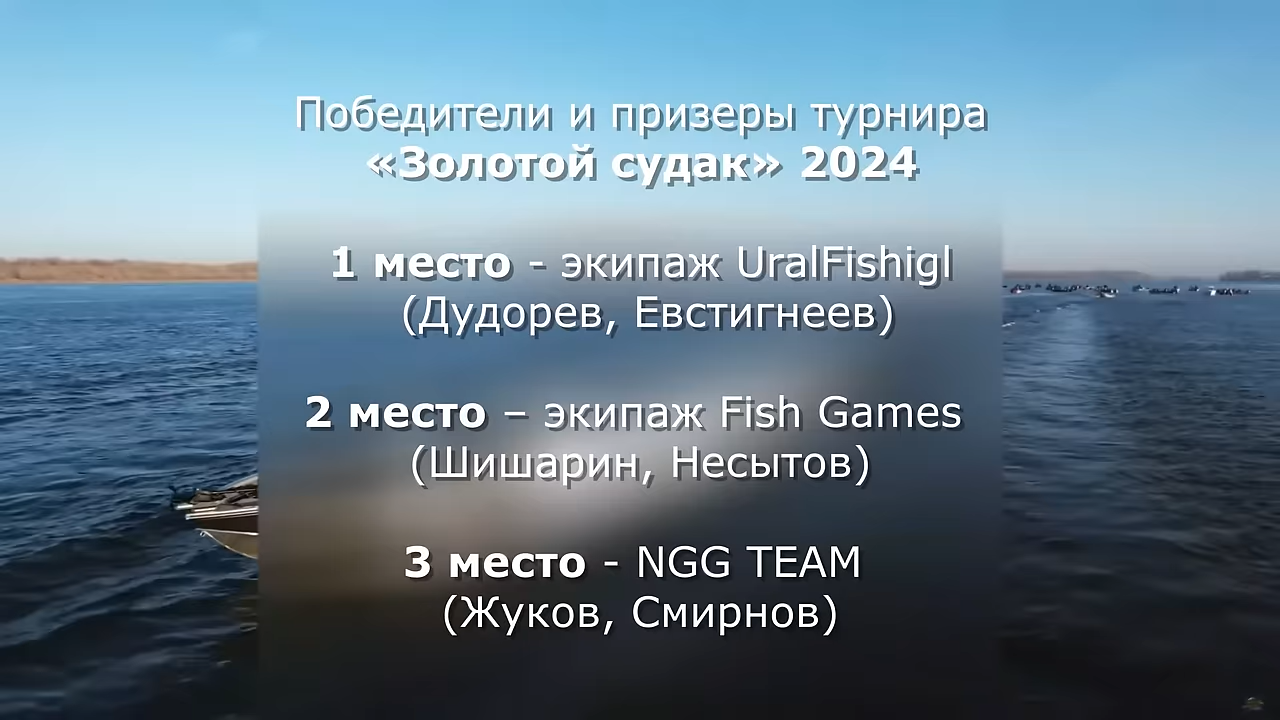 Победители и призеры турнира
«Золотой судак» 2024
1 место - экипаж UralFishigl
(Дудорев, Евстигнеев)
2 место – экипаж Fish Games
(Шишарин, Несытов)
3 место - NGG TEAM
(Жуков, Смирнов)